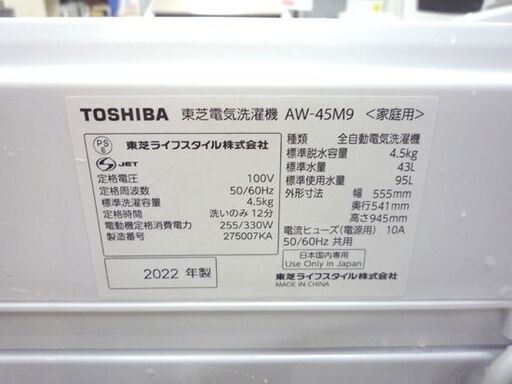 TOSHIBA 東芝電気洗濯機 AW-45M9 <家庭用>
PS
E
東芝ライフスタイル株式会社
JET
定格電圧 100V
定格周波数 50/60Hz
標準洗濯容量 4.5kg
定格時間 洗いのみ 12分
電動機定格消費電力 255/330W
製造番号 275007KA
2022 年製
種類 全自動電気洗濯機
標準脱水容量 4.5kg
標準水量 43L
標準使用水量 95L
外形寸法 幅 555mm
奥行541mm
高さ945mm
電流ヒューズ(電源用) 10A
50/60Hz 共用
日本国内専用
Use Only in Japan
東芝ライフスタイル株式会社
MADE IN CHINA